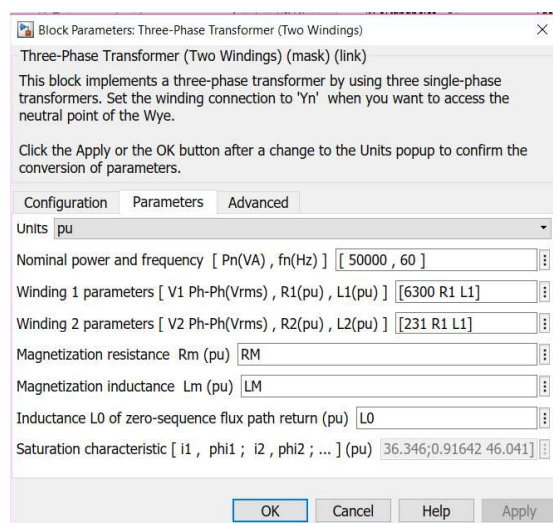 Block Parameters: Three-Phase Transformer (Two Windings)
Three-Phase Transformer (Two Windings) (mask) (link)
This block implements a three-phase transformer by using three single-phase
transformers. Set the winding connection to 'Yn' when you want to access the
neutral point of the Wye.
Click the Apply or the OK button after a change to the Units popup to confirm the
conversion of parameters.
Configuration Parameters Advanced
Units pu
Nominal power and frequency [ Pn(VA) , fn(Hz) ] [ 50000 , 60 ]
Winding 1 parameters [ V1 Ph-Ph(Vrms) , R1(pu) , L1(pu) ] [6300 R1 L1]
Winding 2 parameters [ V2 Ph-Ph(Vrms) , R2(pu) , L2(pu) ] [231 R1 L1]
Magnetization resistance Rm (pu) RM
Magnetization inductance Lm (pu) LM
Inductance L0 of zero-sequence flux path return (pu) L0
Saturation characteristic [ i1 , phi1 ; i2 , phi2 ; ... ] (pu) 36.346;0.91642 46.041]
OK Cancel Help Apply